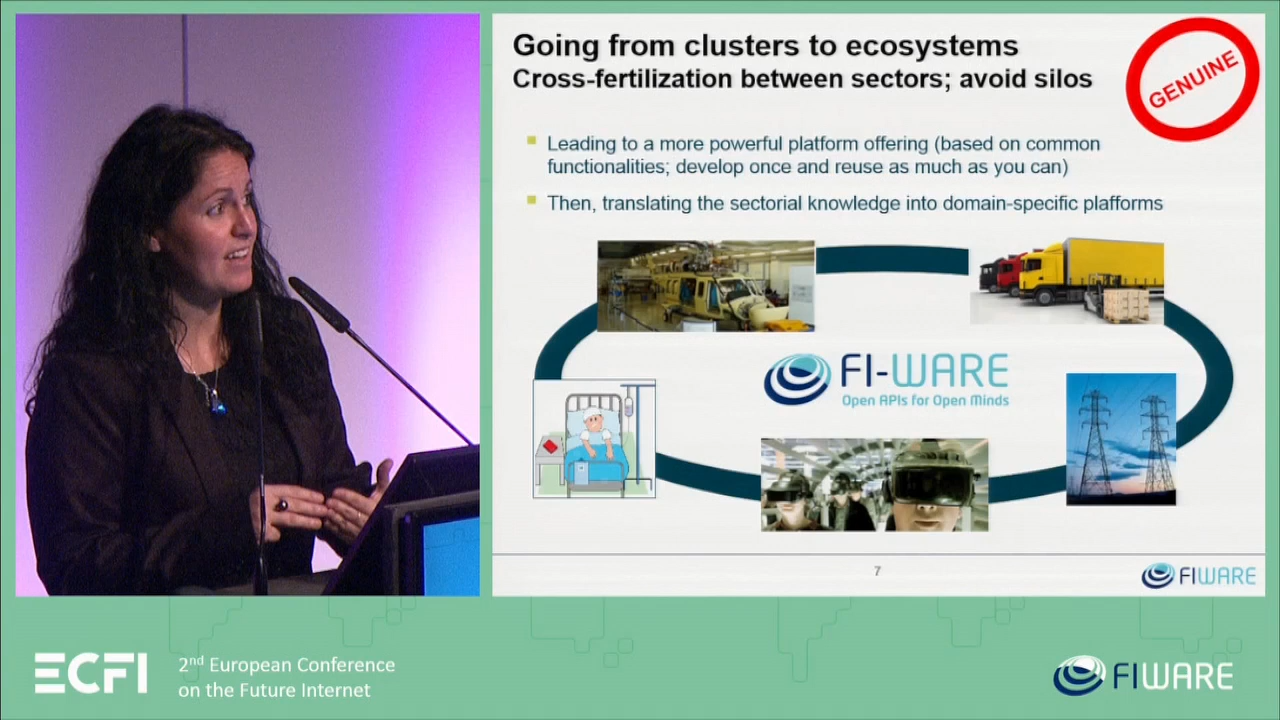 Going from clusters to ecosystems
Cross-fertilization between sectors; avoid silos
GENUINE
Leading to a more powerful platform offering (based on common
functionalities; develop once and reuse as much as you can)
Then, translating the sectorial knowledge into domain-specific plafforms
FI-WARE
Open APIs for Open Minds
7
FIWARE
ECFI
2nd European Conference
on the Future Internet
FIWARE